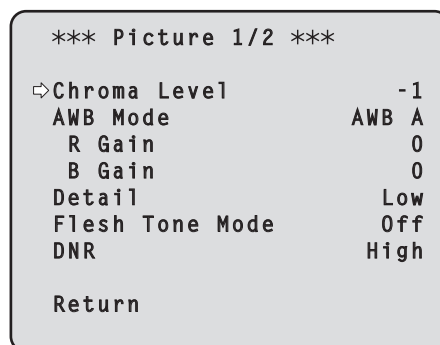 *** Picture 1/2 ***
⇨Chroma Level -1
AWB Mode AWB A
R Gain 0
B Gain 0
Detail Low
Flesh Tone Mode Off
DNR High
Return